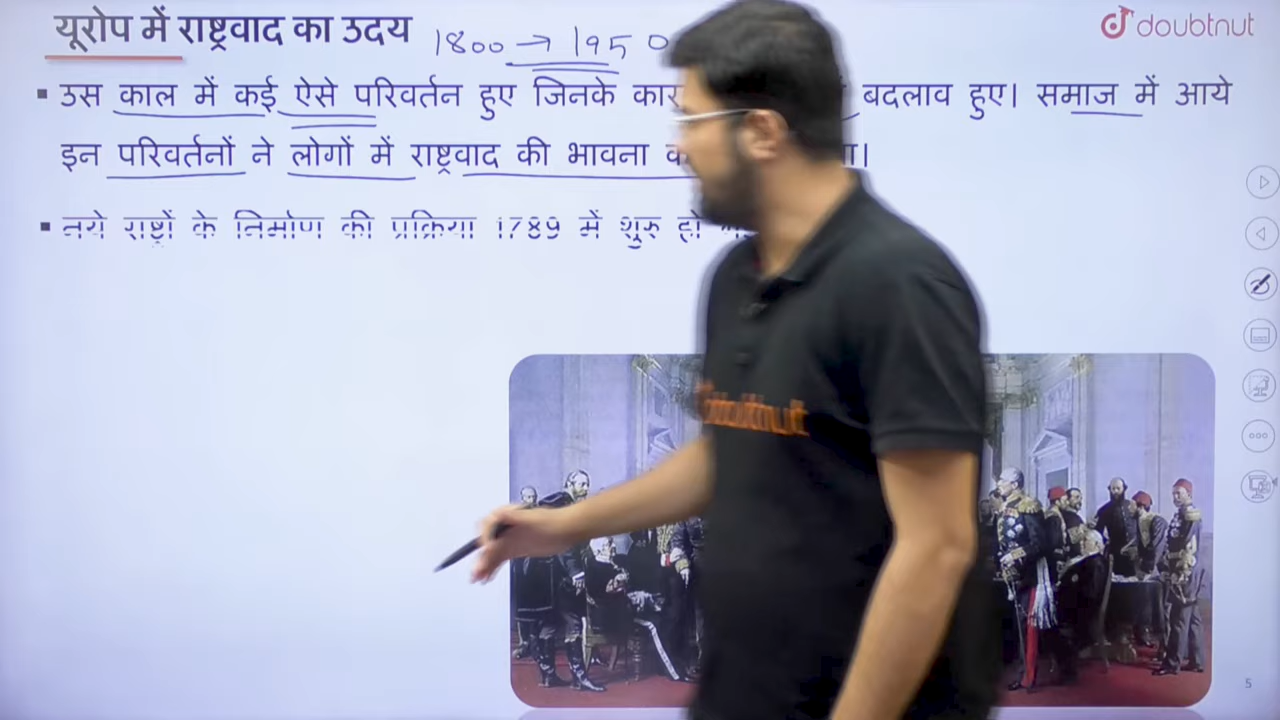 यूरोप में राष्ट्रवाद का उदय 1800 → 1950
doubtnut
उस काल में कई ऐसे परिवर्तन हुए जिनके बदलाव हुए। समाज में आये
इन परिवर्तनों ने लोगों में राष्ट्रवाद की भावना
नये राष्ट्रों के निर्माण की प्रक्रिया 1789 में शुरू हो
doubtnut
5